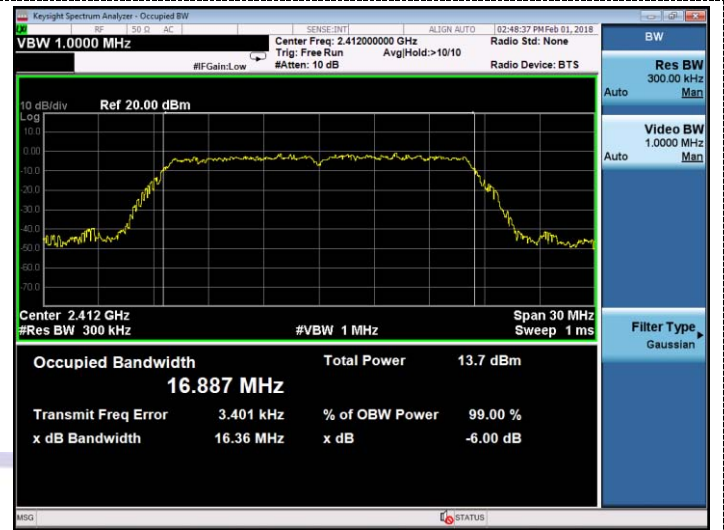 Keysight Spectrum Analyzer - Occupied BW
LXI RF 50 Ω AC SENSE:INT ALIGN AUTO 02:48:37 PM Feb 01, 2018
VBW 1.0000 MHz
Center Freq: 2.412000000 GHz Radio Std: None
Trig: Free Run Avg|Hold:>10/10
#IFGain:Low #Atten: 10 dB Radio Device: BTS
BW
Res BW
300.00 kHz
Auto Man
Video BW
1.0000 MHz
Auto Man
Filter Type
Gaussian
10 dB/div Ref 20.00 dBm
Log
10.0
0.00
-10.0
-20.0
-30.0
-40.0
-50.0
-60.0
-70.0
Center 2.412 GHz Span 30 MHz
#Res BW 300 kHz #VBW 1 MHz Sweep 1 ms
Occupied Bandwidth Total Power 13.7 dBm
16.887 MHz
Transmit Freq Error 3.401 kHz % of OBW Power 99.00 %
x dB Bandwidth 16.36 MHz x dB -6.00 dB
MSG STATUS